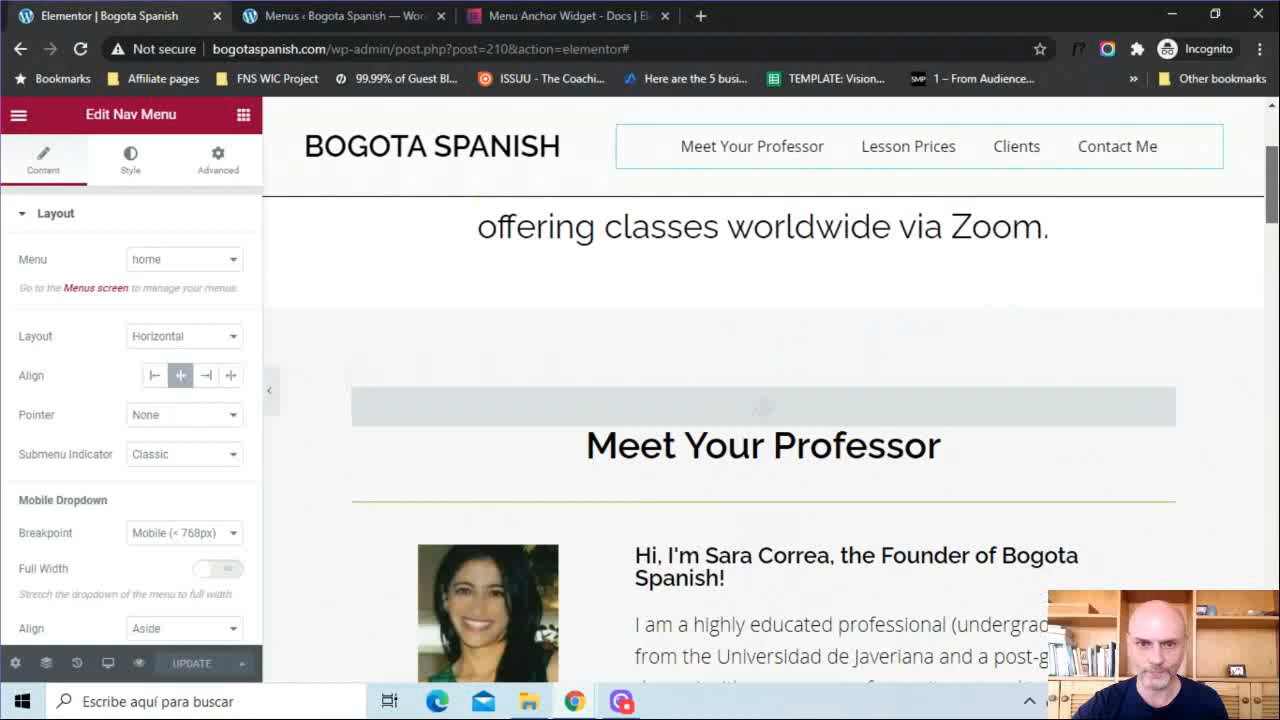 Elementor | Bogota Spanish
Menus ‹ Bogota Spanish — Wor
Menu Anchor Widget - Docs | El
Not secure
bogotaspanish.com/wp-admin/post.php?post=210&action=elementor#
Incognito
Bookmarks
Affiliate pages
FNS WIC Project
99.99% of Guest Bl...
ISSUU - The Coachi...
Here are the 5 busi...
TEMPLATE: Vision...
1 – From Audience...
»
Other bookmarks
Edit Nav Menu
Content
Style
Advanced
Layout
Menu
home
Go to the Menus screen to manage your menus.
Layout
Horizontal
Align
Pointer
None
Submenu Indicator
Classic
Mobile Dropdown
Breakpoint
Mobile (< 768px)
Full Width
Stretch the dropdown of the menu to full width.
Align
Aside
UPDATE
BOGOTA SPANISH
Meet Your Professor
Lesson Prices
Clients
Contact Me
offering classes worldwide via Zoom.
Meet Your Professor
Hi, I'm Sara Correa, the Founder of Bogota
Spanish!
I am a highly educated professional (undergrad
from the Universidad de Javeriana and a post-g
Escribe aquí para buscar